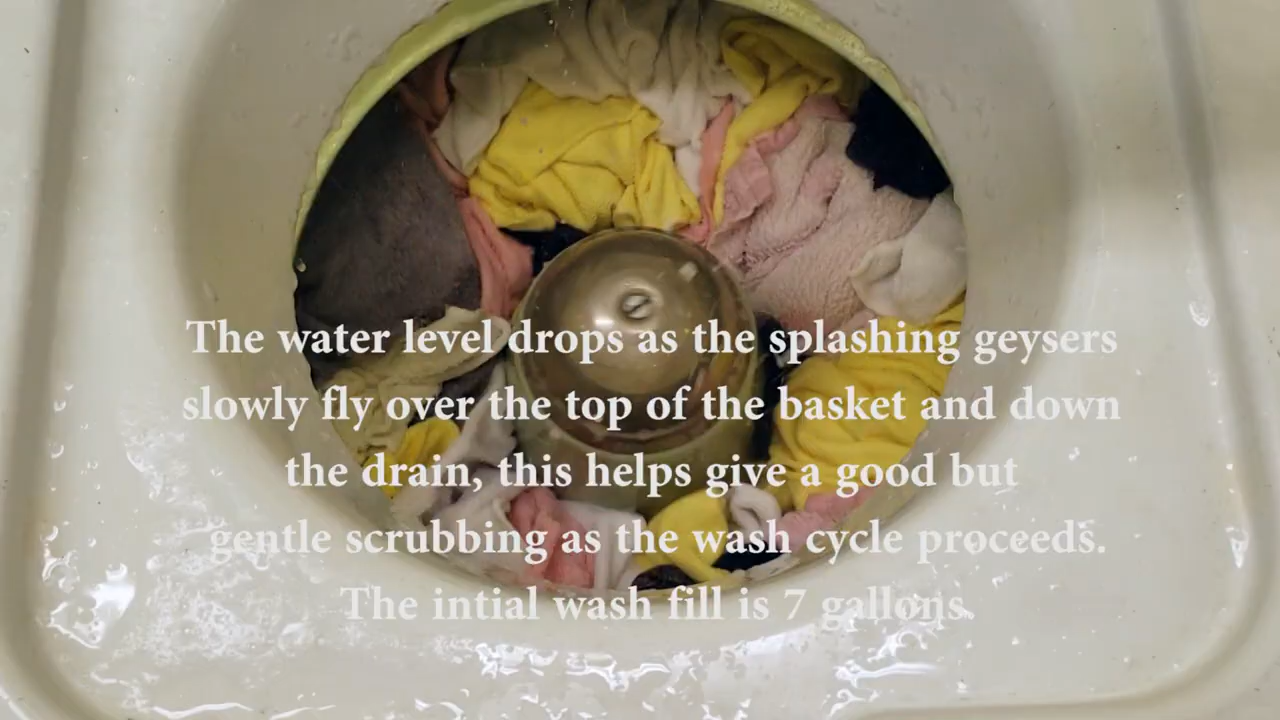 The water level drops as the splashing geysers
slowly fly over the top of the basket and down
the drain, this helps give a good but
gentle scrubbing as the wash cycle proceeds.
The intial wash fill is 7 gallons.